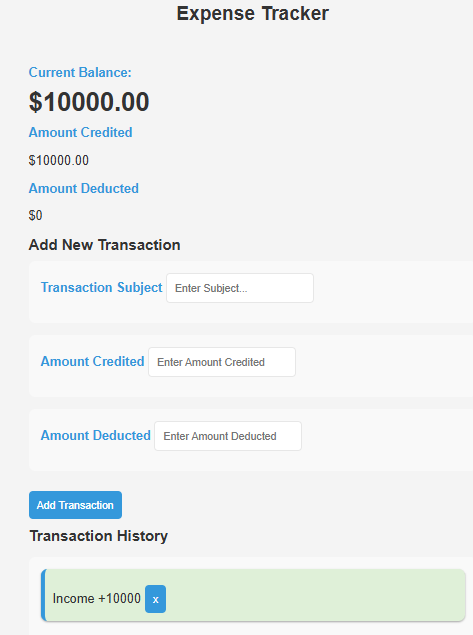 Expense Tracker
Current Balance:
$10000.00
Amount Credited
$10000.00
Amount Deducted
$0
Add New Transaction
Transaction Subject Enter Subject...
Amount Credited Enter Amount Credited
Amount Deducted Enter Amount Deducted
Add Transaction
Transaction History
Income +10000 x